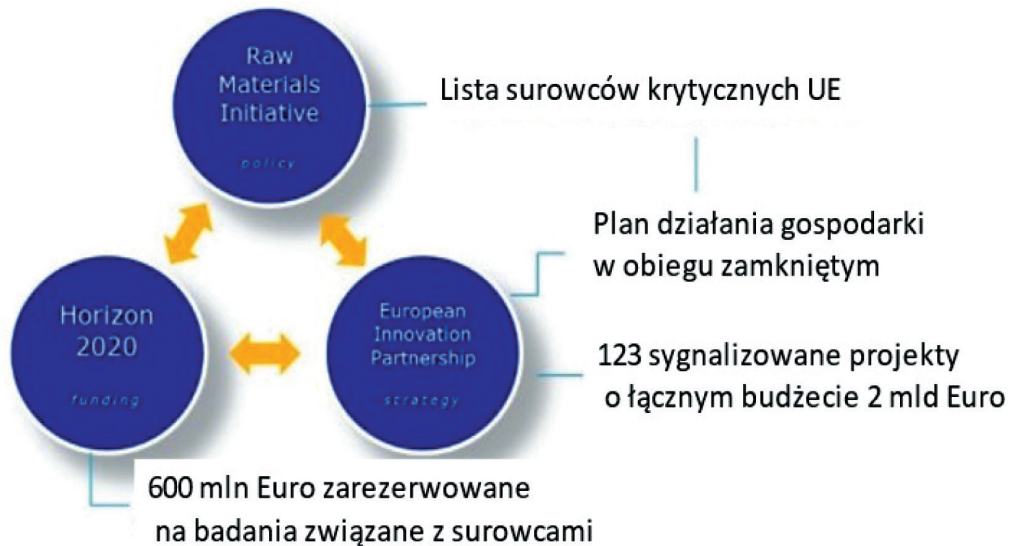 Raw
Materials
Initiative
policy
Lista surowców krytycznych UE
Plan działania gospodarki
w obiegu zamkniętym
Horizon
2020
funding
European
Innovation
Partnership
strategy
123 sygnalizowane projekty
o łącznym budżecie 2 mld Euro
600 mln Euro zarezerwowane
na badania związane z surowcami